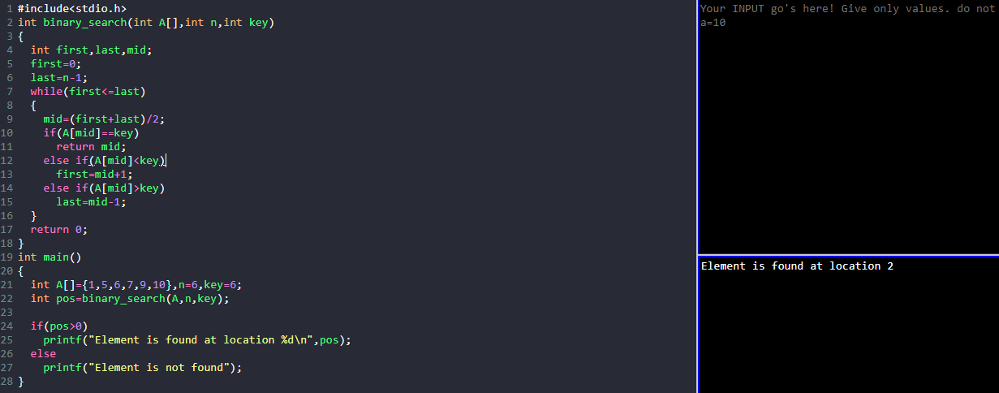 1 #include<stdio.h>
2 int binary_search(int A[],int n,int key)
3 {
4   int first,last,mid;
5   first=0;
6   last=n-1;
7   while(first<=last)
8   {
9     mid=(first+last)/2;
10     if(A[mid]==key)
11       return mid;
12     else if(A[mid]<key)
13       first=mid+1;
14     else if(A[mid]>key)
15       last=mid-1;
16   }
17   return 0;
18 }
19 int main()
20 {
21   int A[]={1,5,6,7,9,10},n=6,key=6;
22   int pos=binary_search(A,n,key);
23
24   if(pos>0)
25     printf("Element is found at location %d\n",pos);
26   else
27     printf("Element is not found");
28 }
Your INPUT go's here! Give only values. do not
a=10
Element is found at location 2